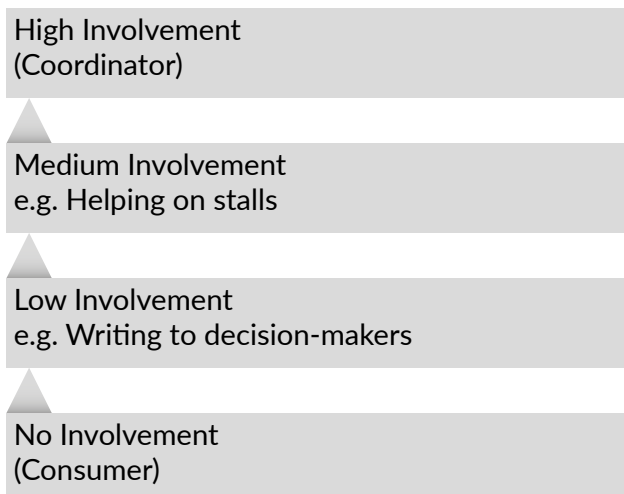 High Involvement
(Coordinator)
Medium Involvement
e.g. Helping on stalls
Low Involvement
e.g. Writing to decision-makers
No Involvement
(Consumer)